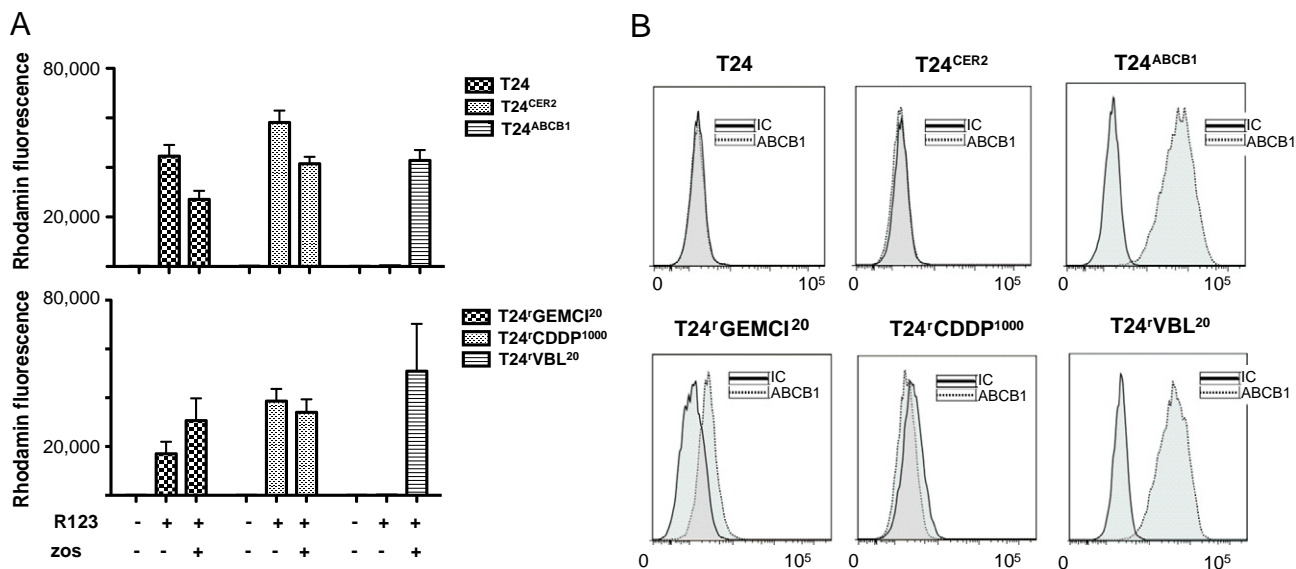 A
Rhodamin fluorescence
80,000
20,000
T24
T24ᶜᴱᴿ²
T24ᴬᴮᶜᴮ¹
Rhodamin fluorescence
80,000
20,000
T24ʳGEMCI²⁰
T24ʳCDDP¹⁰⁰⁰
T24ʳVBL²⁰
R123 - + + - + + - + +
zos - - + - - + - - +
B
T24
IC
ABCB1
0 10⁵
T24ᶜᴱᴿ²
IC
ABCB1
0 10⁵
T24ᴬᴮᶜᴮ¹
IC
ABCB1
0 10⁵
T24ʳGEMCI²⁰
IC
ABCB1
0 10⁵
T24ʳCDDP¹⁰⁰⁰
IC
ABCB1
0 10⁵
T24ʳVBL²⁰
IC
ABCB1
0 10⁵